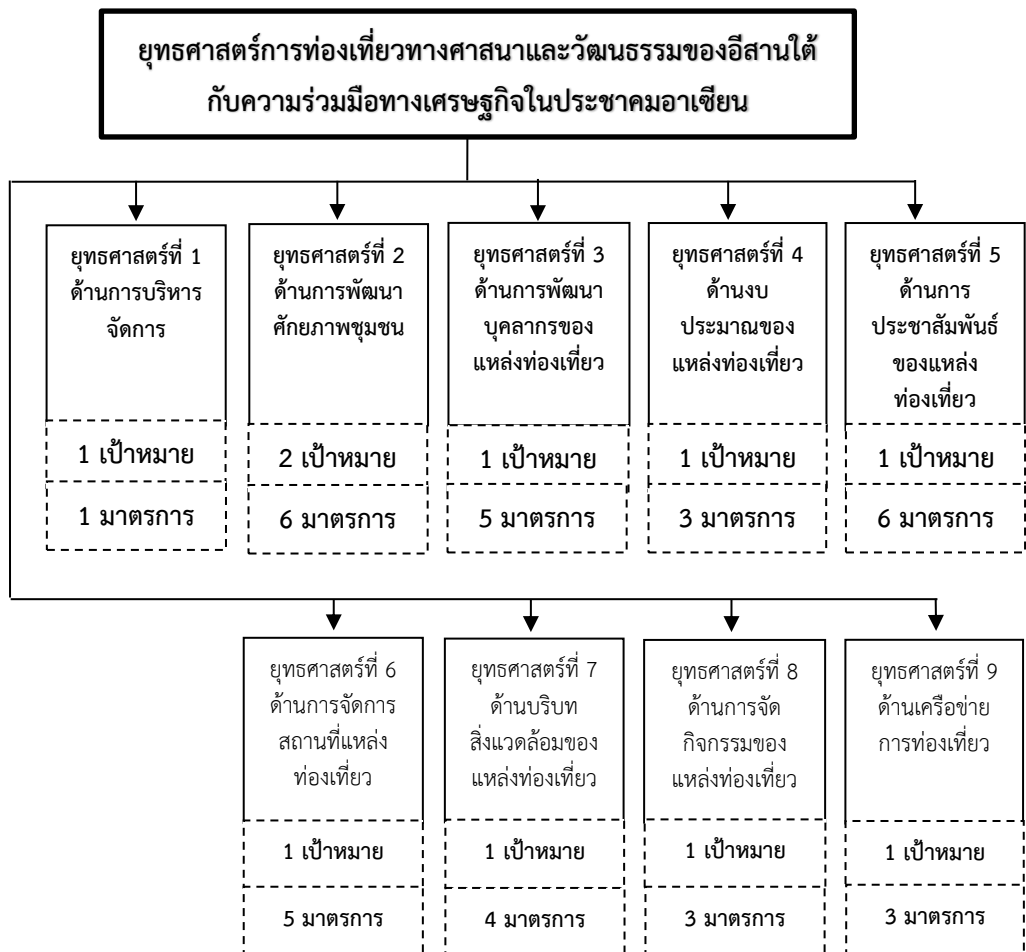 ยุทธศาสตร์การท่องเที่ยวทางศาสนาและวัฒนธรรมของอีสานใต้
กับความร่วมมือทางเศรษฐกิจในประชาคมอาเซียน
ยุทธศาสตร์ที่ 1
ด้านการบริหาร
จัดการ
1 เป้าหมาย
1 มาตรการ
ยุทธศาสตร์ที่ 2
ด้านการพัฒนา
ศักยภาพชุมชน
2 เป้าหมาย
6 มาตรการ
ยุทธศาสตร์ที่ 3
ด้านการพัฒนา
บุคลากรของ
แหล่งท่องเที่ยว
1 เป้าหมาย
5 มาตรการ
ยุทธศาสตร์ที่ 4
ด้านงบ
ประมาณของ
แหล่งท่องเที่ยว
1 เป้าหมาย
3 มาตรการ
ยุทธศาสตร์ที่ 5
ด้านการ
ประชาสัมพันธ์
ของแหล่ง
ท่องเที่ยว
1 เป้าหมาย
6 มาตรการ
ยุทธศาสตร์ที่ 6
ด้านการจัดการ
สถานที่แหล่ง
ท่องเที่ยว
1 เป้าหมาย
5 มาตรการ
ยุทธศาสตร์ที่ 7
ด้านบริบท
สิ่งแวดล้อมของ
แหล่งท่องเที่ยว
1 เป้าหมาย
4 มาตรการ
ยุทธศาสตร์ที่ 8
ด้านการจัด
กิจกรรมของ
แหล่งท่องเที่ยว
1 เป้าหมาย
3 มาตรการ
ยุทธศาสตร์ที่ 9
ด้านเครือข่าย
การท่องเที่ยว
1 เป้าหมาย
3 มาตรการ